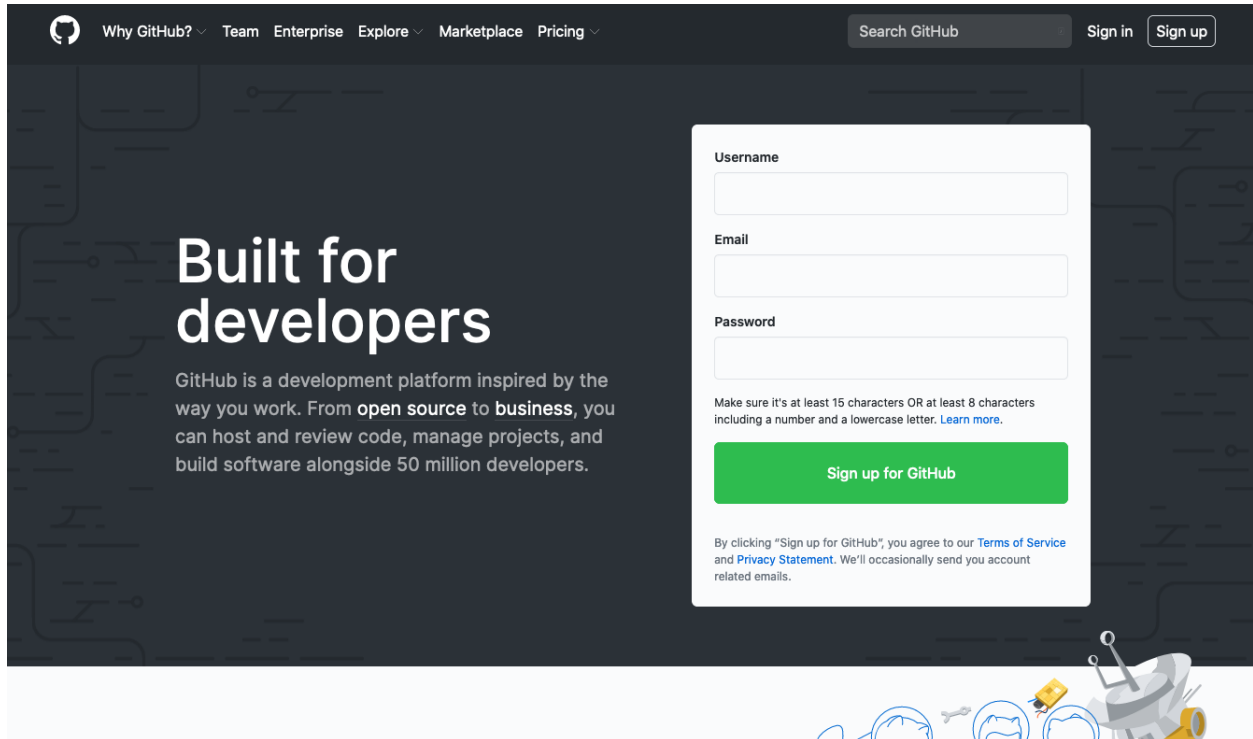 Why GitHub? Team Enterprise Explore Marketplace Pricing Search GitHub Sign in Sign up
Built for
developers
GitHub is a development platform inspired by the
way you work. From open source to business, you
can host and review code, manage projects, and
build software alongside 50 million developers.
Username
Email
Password
Make sure it's at least 15 characters OR at least 8 characters
including a number and a lowercase letter. Learn more.
Sign up for GitHub
By clicking “Sign up for GitHub”, you agree to our Terms of Service
and Privacy Statement. We’ll occasionally send you account
related emails.